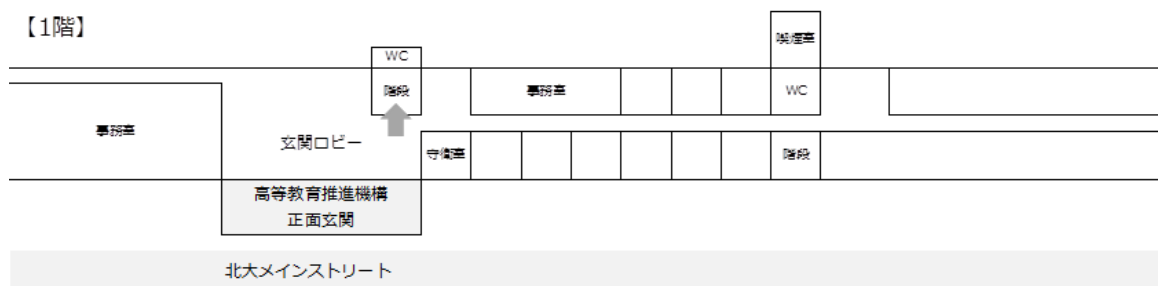 【1階】
喫煙室
WC
階段
事務室
WC
事務室
玄関ロビー
守衛室
階段
高等教育推進機構
正面玄関
北大メインストリート